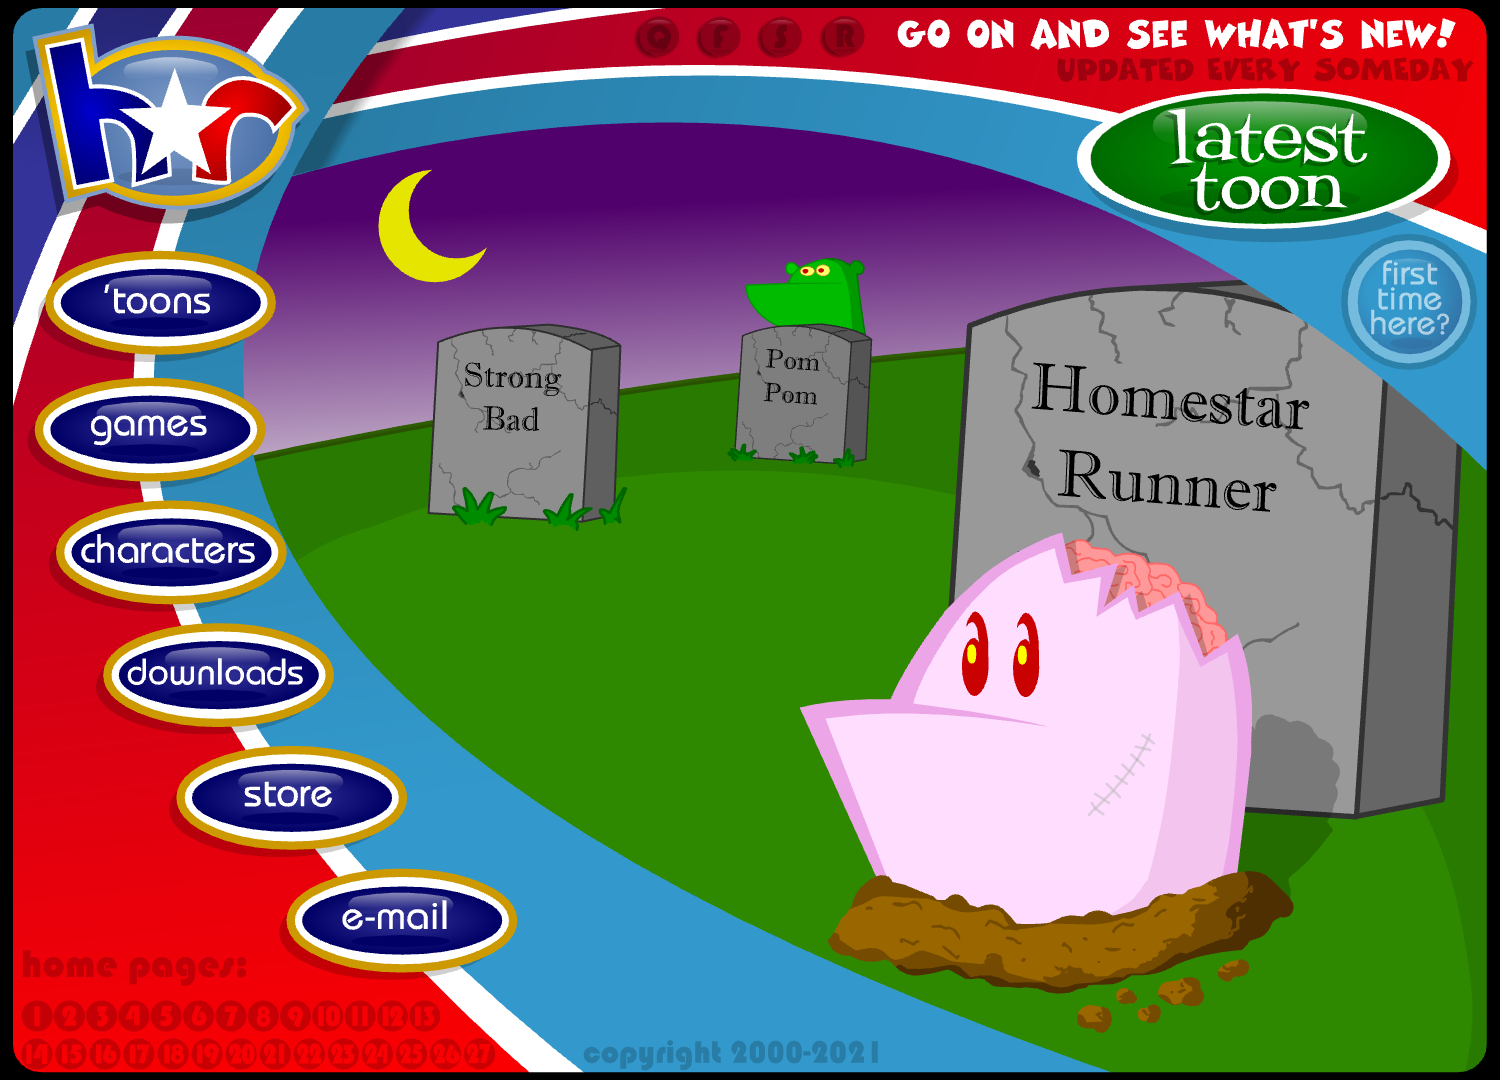 hr
Q F S R
GO ON AND SEE WHAT'S NEW!
UPDATED EVERY SOMEDAY
latest
toon
first
time
here?
'toons
games
characters
downloads
store
e-mail
Strong
Bad
Pom
Pom
Homestar
Runner
home pages:
1 2 3 4 5 6 7 8 9 10 11 12 13
14 15 16 17 18 19 20 21 22 23 24 25 26 27
copyright 2000-2021